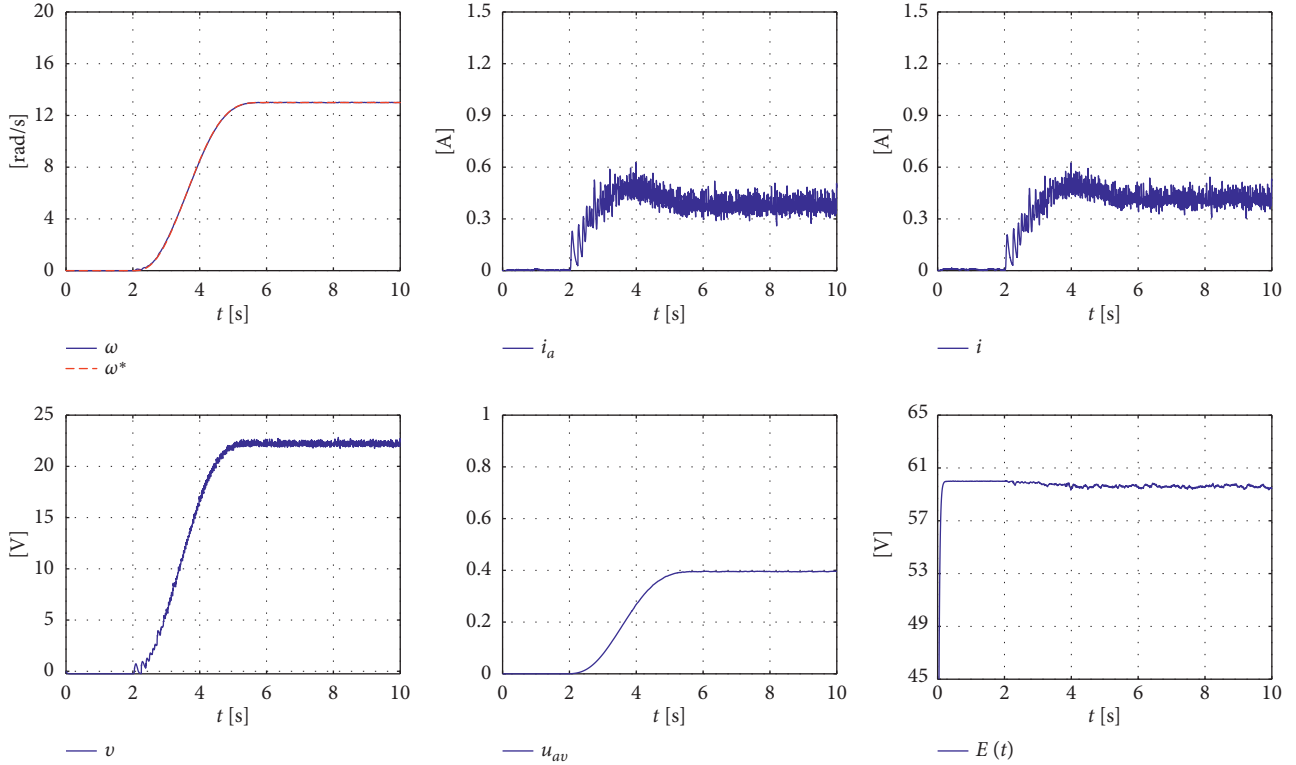 20
16
12
8
4
0
[rad/s]
0 2 4 6 8 10
t [s]
ω
ω*
1.5
1.2
0.9
0.6
0.3
0
[A]
0 2 4 6 8 10
t [s]
i_a
1.5
1.2
0.9
0.6
0.3
0
[A]
0 2 4 6 8 10
t [s]
i
25
20
15
10
5
0
[V]
0 2 4 6 8 10
t [s]
υ
1
0.8
0.6
0.4
0.2
0
0 2 4 6 8 10
t [s]
u_av
65
61
57
53
49
45
[V]
0 2 4 6 8 10
t [s]
E (t)